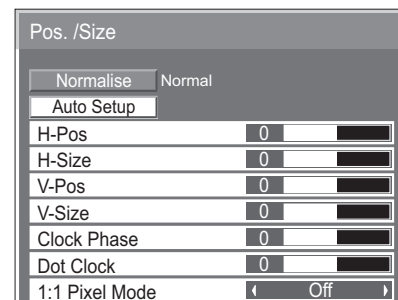 Pos. /Size
Normalise Normal
Auto Setup
H-Pos 0
H-Size 0
V-Pos 0
V-Size 0
Clock Phase 0
Dot Clock 0
1:1 Pixel Mode Off